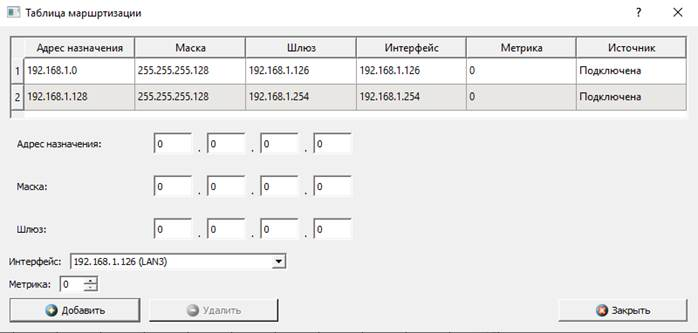 Таблица маршртизации
Адрес назначения Маска Шлюз Интерфейс Метрика Источник
1 192.168.1.0 255.255.255.128 192.168.1.126 192.168.1.126 0 Подключена
2 192.168.1.128 255.255.255.128 192.168.1.254 192.168.1.254 0 Подключена
Адрес назначения: 0 . 0 . 0 . 0
Маска: 0 . 0 . 0 . 0
Шлюз: 0 . 0 . 0 . 0
Интерфейс: 192.168.1.126 (LAN3)
Метрика: 0
Добавить Удалить Закрыть